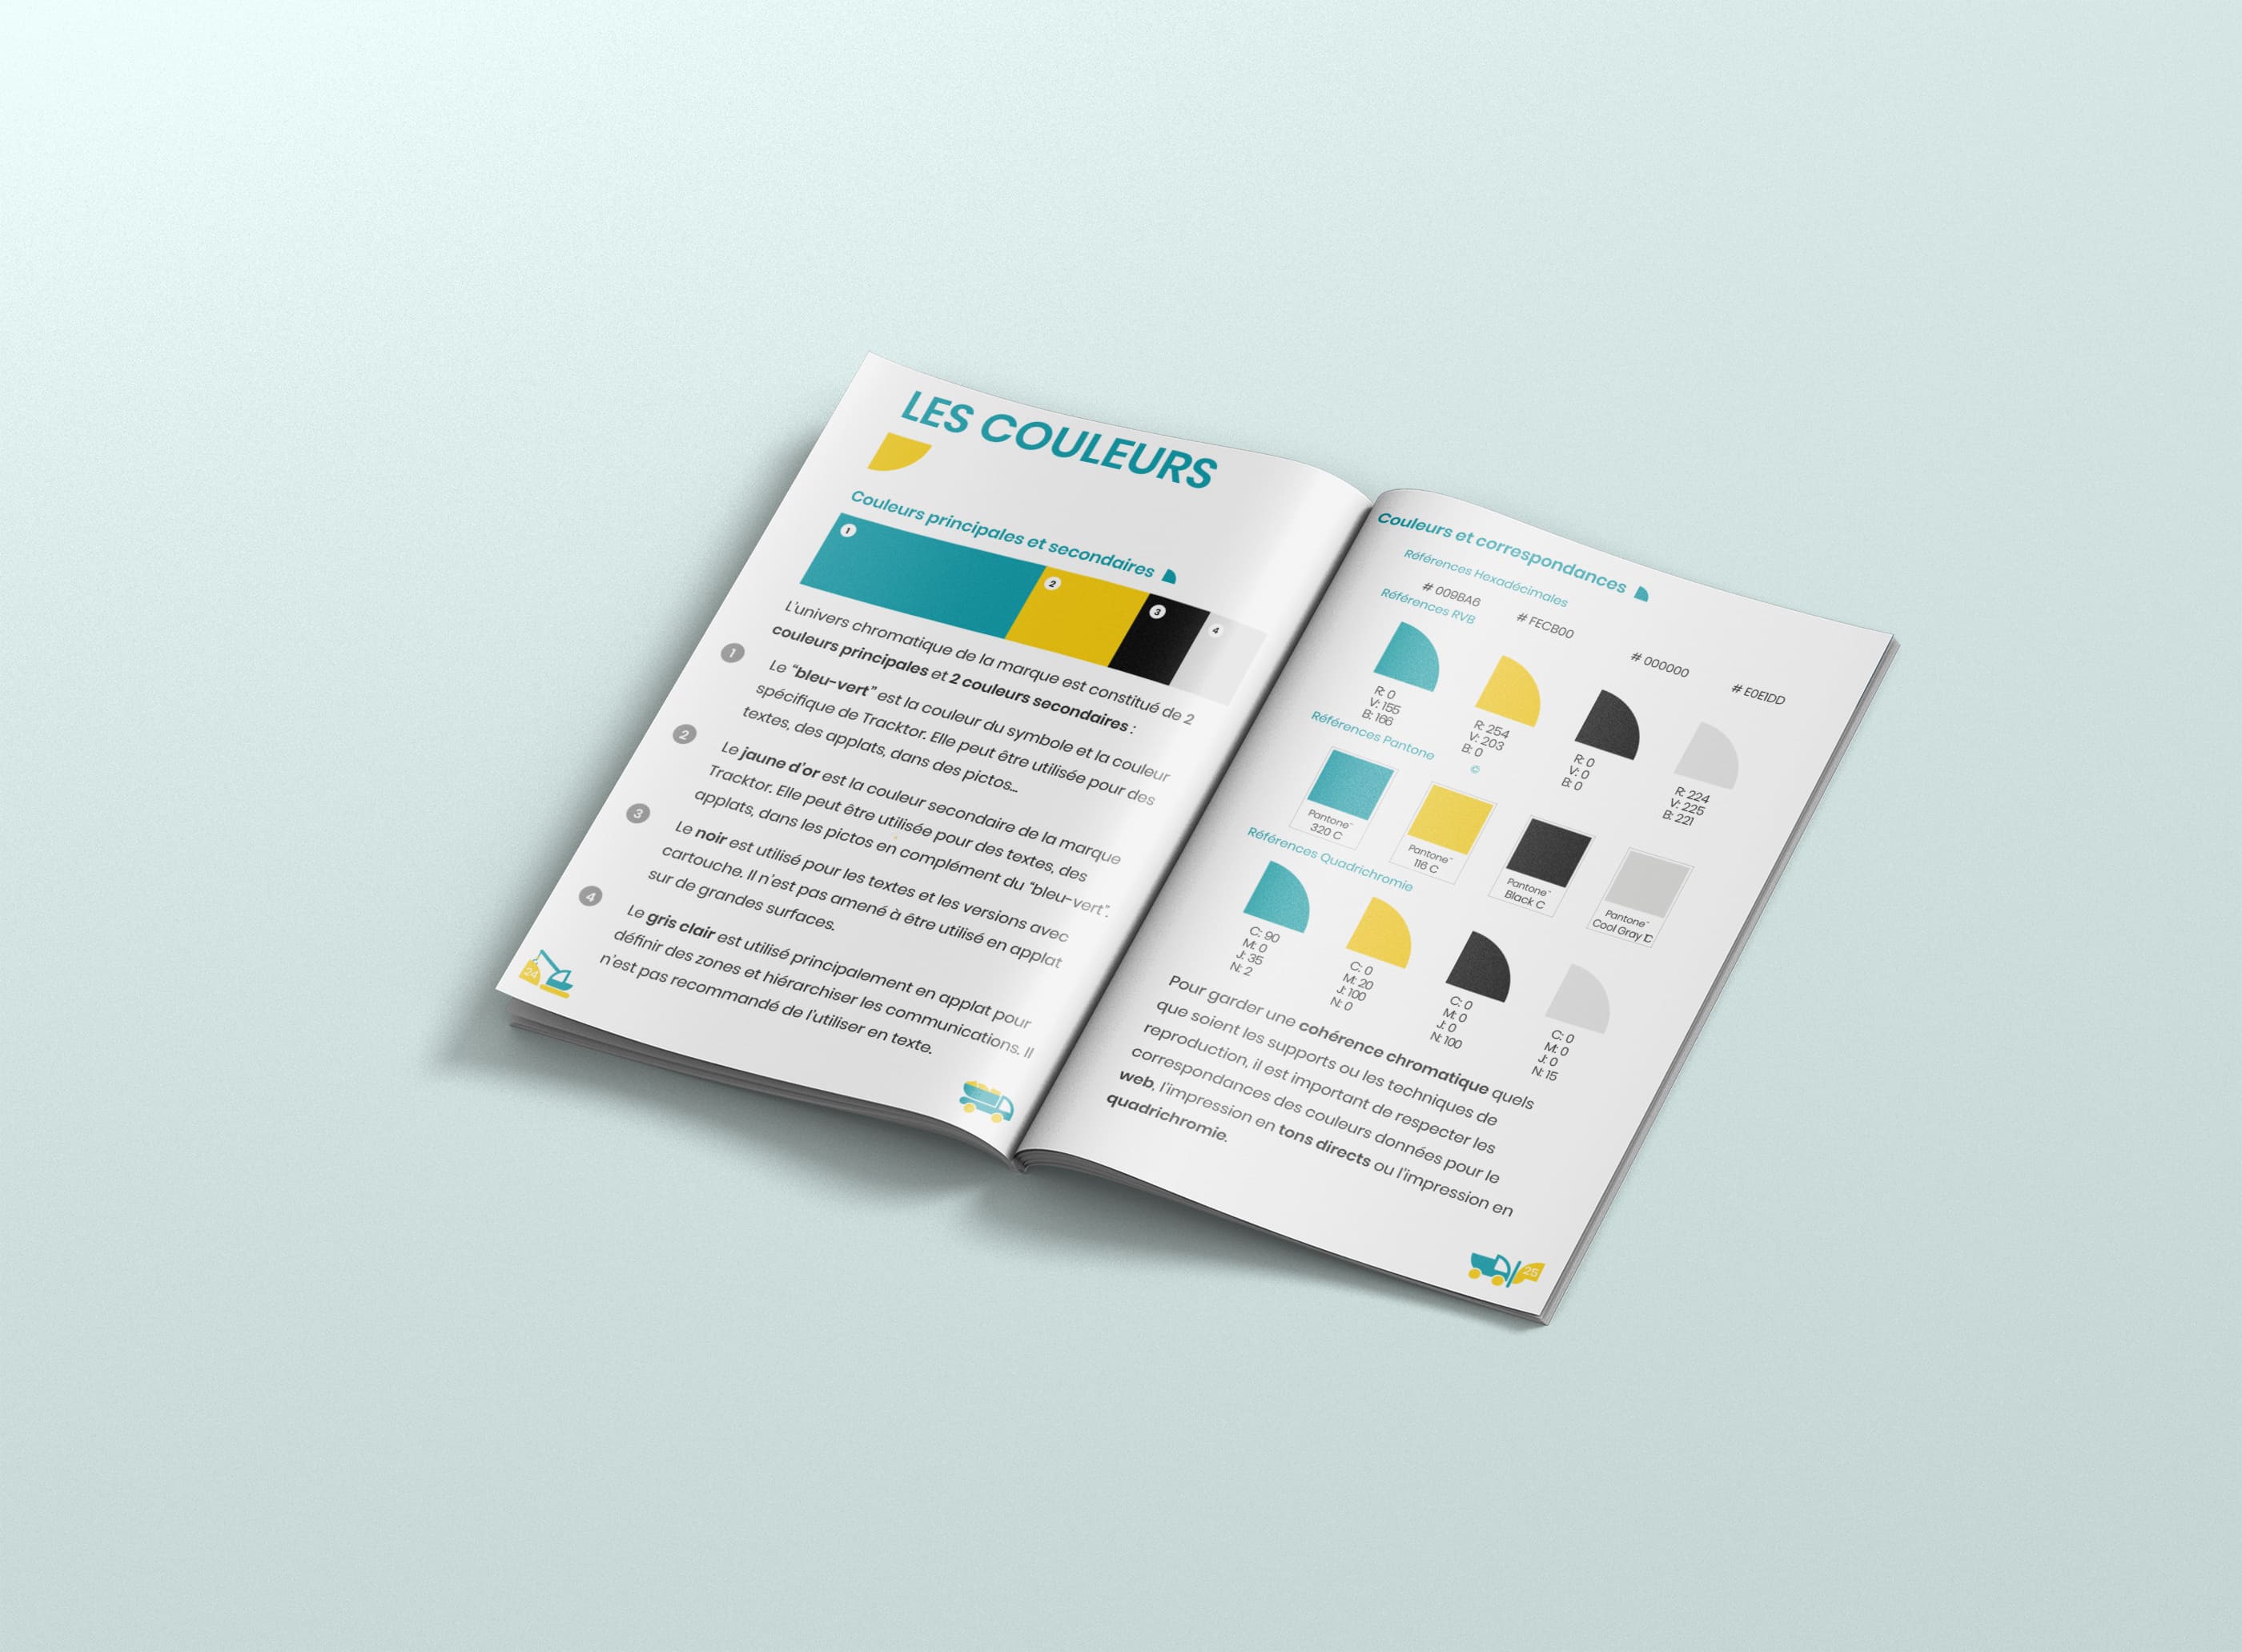 LES COULEURS
Couleurs principales et secondaires
1
2
3
4
L'univers chromatique de la marque est constitué de 2
couleurs principales et 2 couleurs secondaires :
1
Le “bleu-vert” est la couleur du symbole et la couleur
spécifique de Tracktor. Elle peut être utilisée pour des
textes, des applats, dans des pictos...
2
Le jaune d'or est la couleur secondaire de la marque
Tracktor. Elle peut être utilisée pour des textes, des
applats, dans les pictos en complément du “bleu-vert”.
3
Le noir est utilisé pour les textes et les versions avec
cartouche. Il n'est pas amené à être utilisé en applat
sur de grandes surfaces.
4
Le gris clair est utilisé principalement en applat pour
définir des zones et hiérarchiser les communications. Il
n'est pas recommandé de l'utiliser en texte.
24
Couleurs et correspondances
Références Hexadécimales
# 009BA6
# FECB00
# 000000
# E0E1DD
Références RVB
R: 0
V: 155
B: 166
R: 254
V: 203
B: 0
R: 0
V: 0
B: 0
R: 224
V: 225
B: 221
Références Pantone
©
Pantone™
320 C
Pantone™
116 C
Pantone™
Black C
Pantone™
Références Quadrichromie
C: 90
M: 0
J: 35
N: 2
C: 0
M: 20
J: 100
N: 0
C: 0
M: 0
J: 0
N: 100
C: 0
M: 0
J: 0
N: 15
Pour garder une cohérence chromatique quels
que soient les supports ou les techniques de
reproduction, il est important de respecter les
correspondances des couleurs données pour le
web, l'impression en tons directs ou l'impression en
quadrichromie.
25